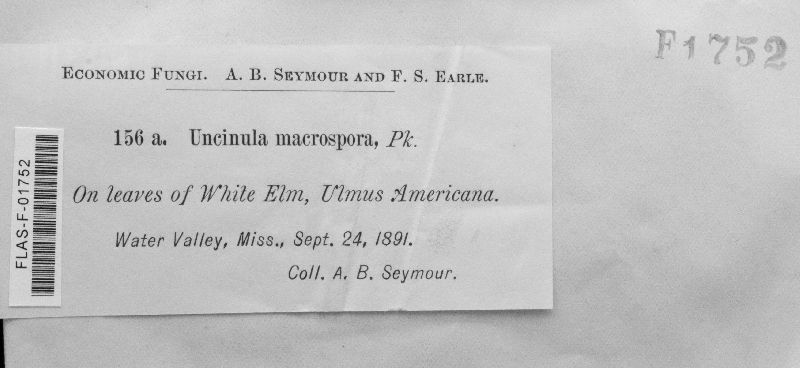 F1752
ECONOMIC FUNGI. A. B. SEYMOUR AND F. S. EARLE.
156 a. Uncinula macrospora, Pk.
On leaves of White Elm, Ulmus Americana.
Water Valley, Miss., Sept. 24, 1891.
Coll. A. B. Seymour.
FLAS-F-01752